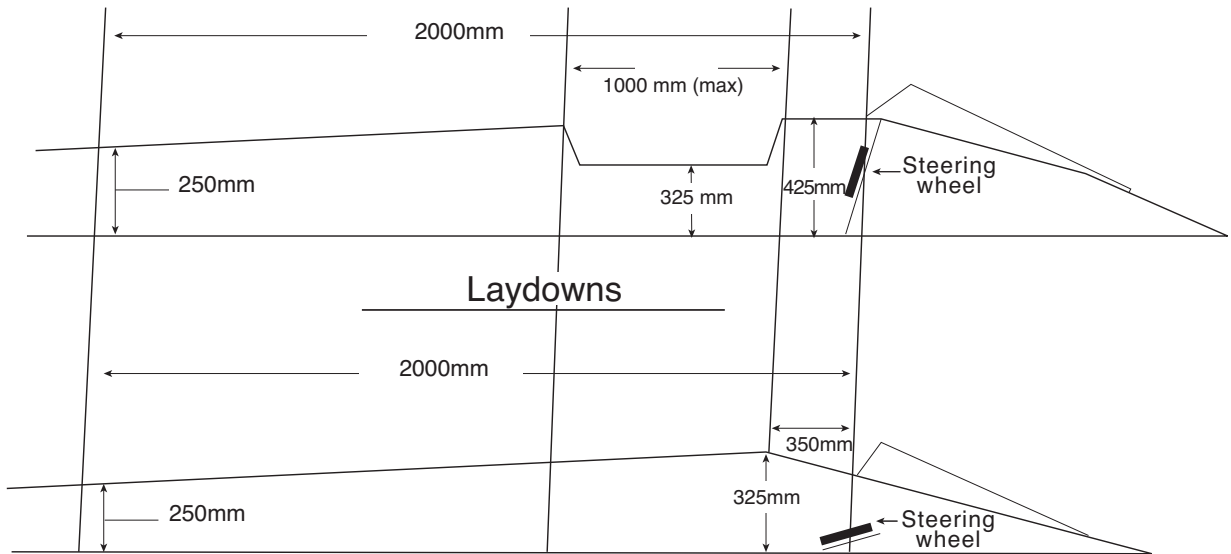 2000mm
1000 mm (max)
250mm
325 mm
425mm
Steering
wheel
Laydowns
2000mm
350mm
250mm
325mm
Steering
wheel